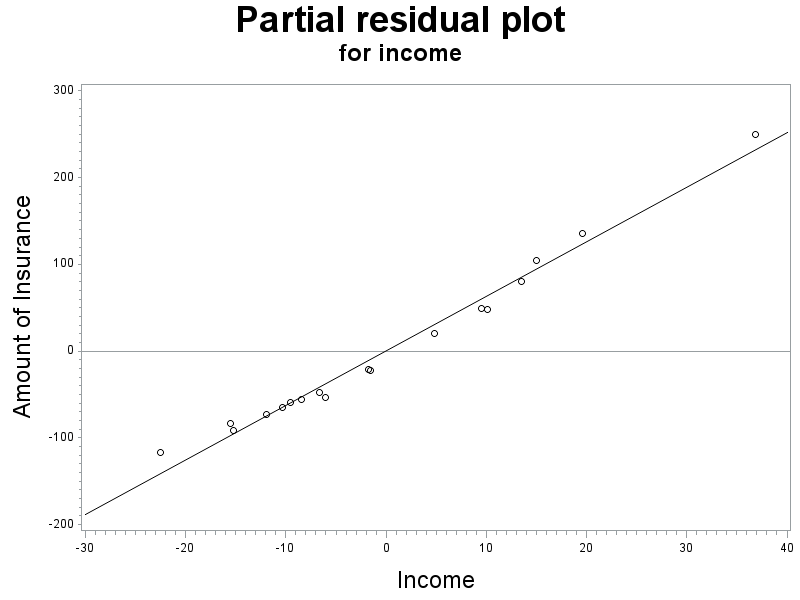 Partial residual plot
for income
300
200
100
0
-100
-200
Amount of Insurance
-30 -20 -10 0 10 20 30 40
Income